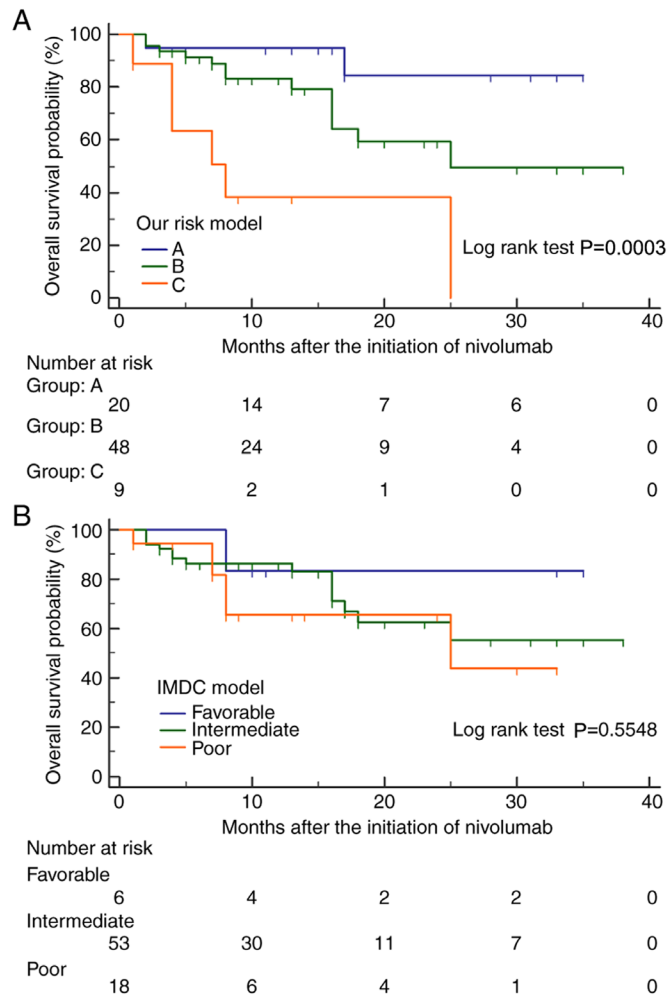 A
Overall survival probability (%)
100
80
60
40
20
0
Our risk model
A
B
C
Log rank test P=0.0003
0 10 20 30 40
Months after the initiation of nivolumab
Number at risk
Group: A
20 14 7 6 0
Group: B
48 24 9 4 0
Group: C
9 2 1 0 0
B
Overall survival probability (%)
100
80
60
40
20
0
IMDC model
Favorable
Intermediate
Poor
Log rank test P=0.5548
0 10 20 30 40
Months after the initiation of nivolumab
Number at risk
Favorable
6 4 2 2 0
Intermediate
53 30 11 7 0
Poor
18 6 4 1 0